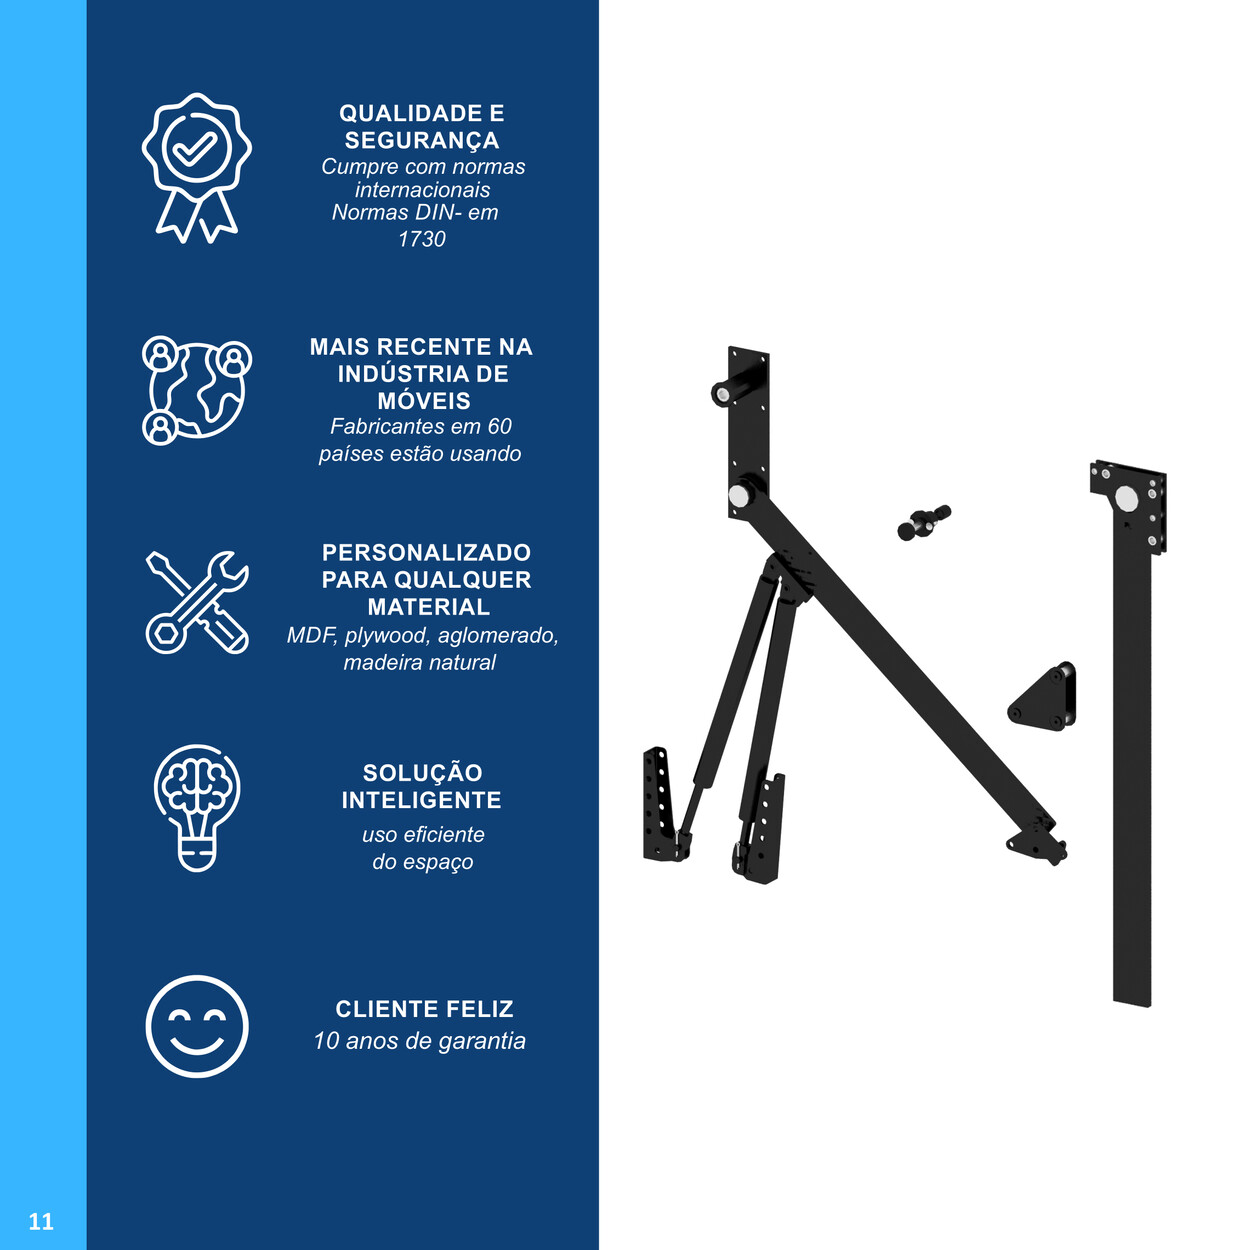 QUALIDADE E
SEGURANÇA
Cumpre com normas
internacionais
Normas DIN- em
1730
MAIS RECENTE NA
INDÚSTRIA DE
MÓVEIS
Fabricantes em 60
países estão usando
PERSONALIZADO
PARA QUALQUER
MATERIAL
MDF, plywood, aglomerado,
madeira natural
SOLUÇÃO
INTELIGENTE
uso eficiente
do espaço
CLIENTE FELIZ
10 anos de garantia
11